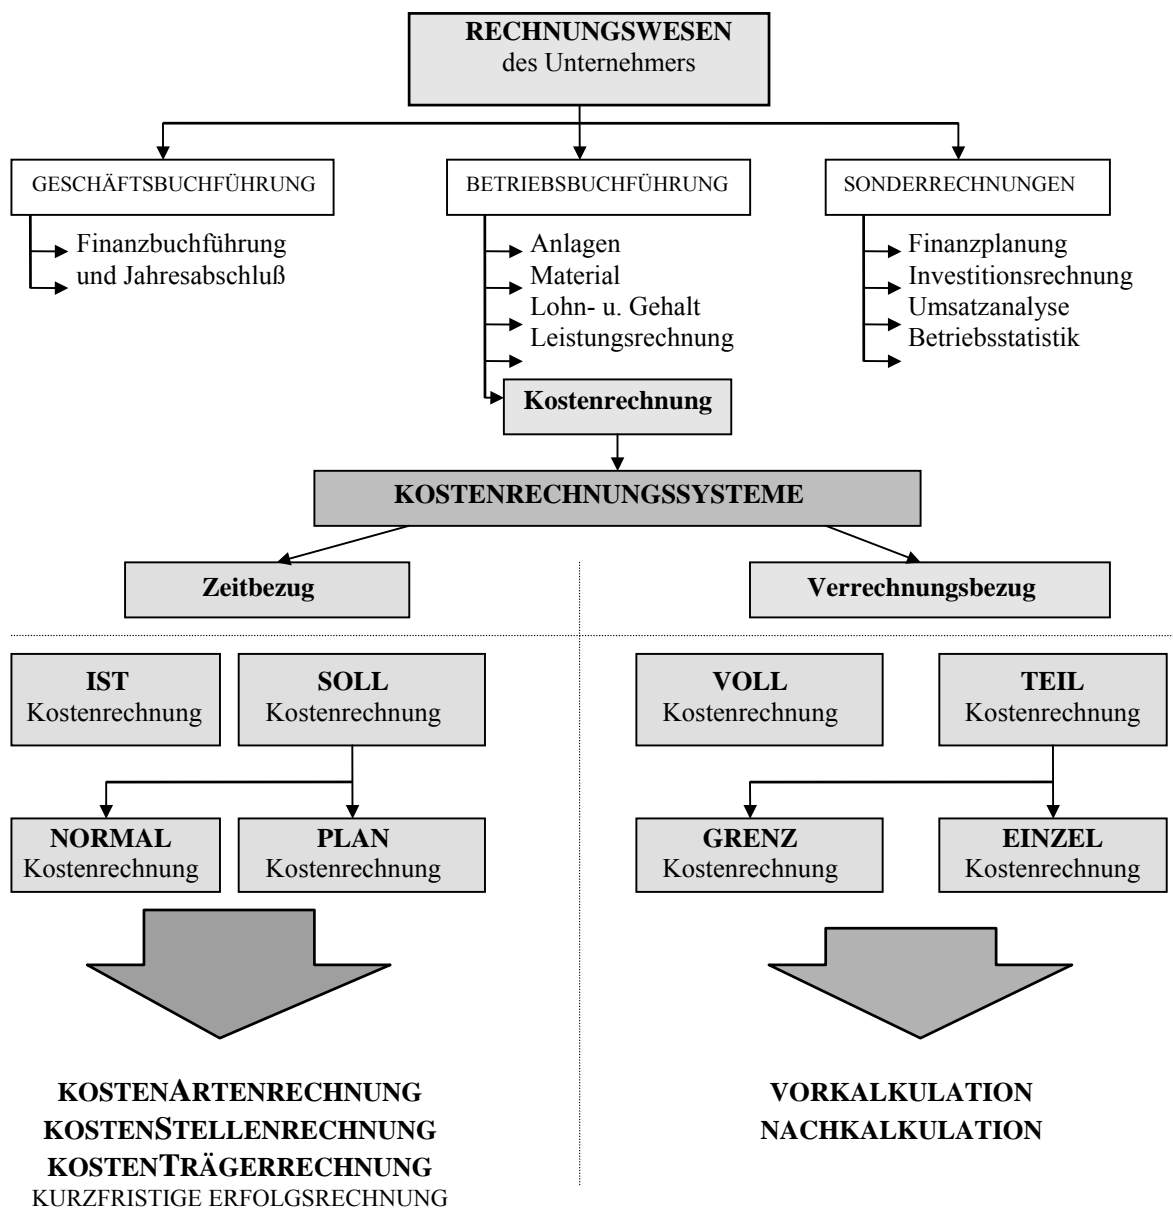 RECHNUNGSWESEN
des Unternehmers
GESCHÄFTSBUCHFÜHRUNG
BETRIEBSBUCHFÜHRUNG
SONDERRECHNUNGEN
Finanzbuchführung
und Jahresabschluß
Anlagen
Material
Lohn- u. Gehalt
Leistungsrechnung
Finanzplanung
Investitionsrechnung
Umsatzanalyse
Betriebsstatistik
Kostenrechnung
KOSTENRECHNUNGSSYSTEME
Zeitbezug
Verrechnungsbezug
IST
Kostenrechnung
SOLL
Kostenrechnung
VOLL
Kostenrechnung
TEIL
Kostenrechnung
NORMAL
Kostenrechnung
PLAN
Kostenrechnung
GRENZ
Kostenrechnung
EINZEL
Kostenrechnung
KOSTENARTENRECHNUNG
KOSTENSTELLENRECHNUNG
KOSTENTRÄGERRECHNUNG
KURZFRISTIGE ERFOLGSRECHNUNG
VORKALKULATION
NACHKALKULATION